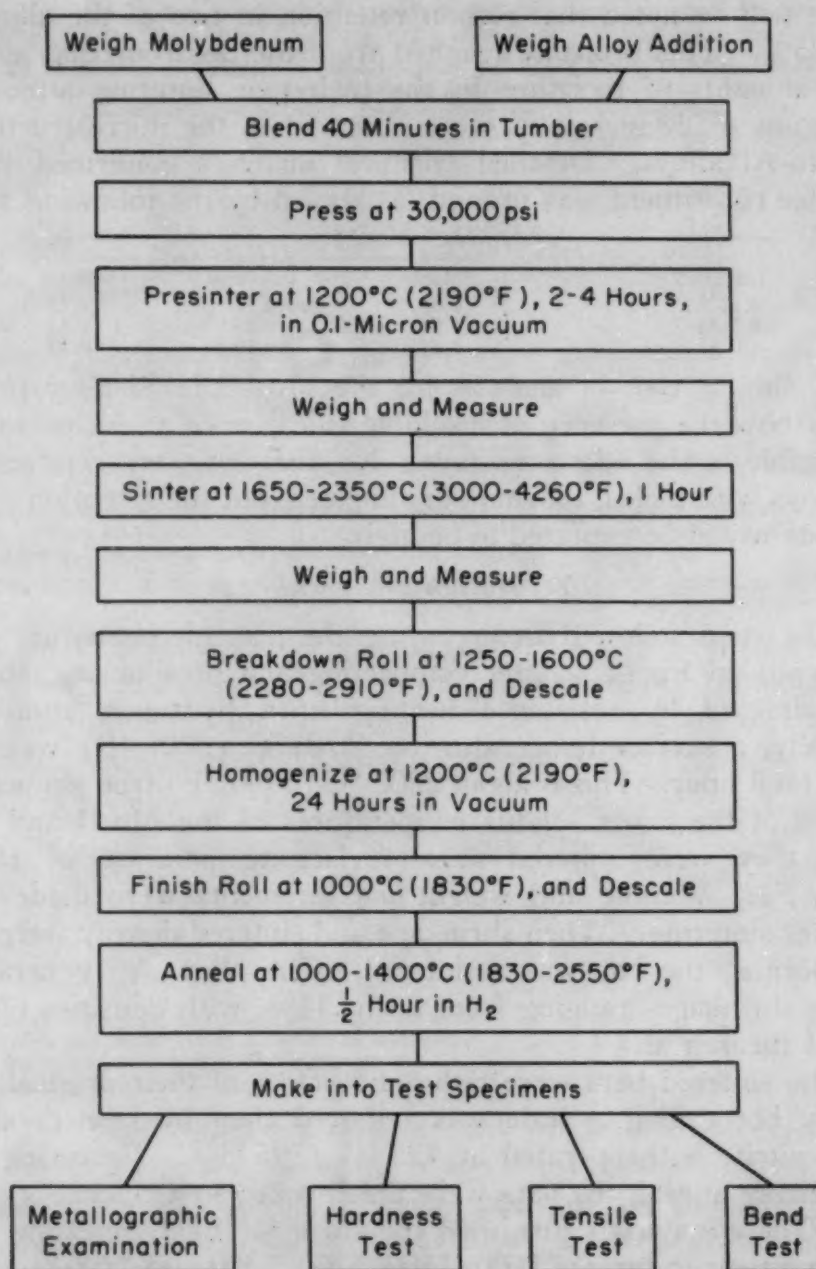 Weigh Molybdenum
Weigh Alloy Addition
Blend 40 Minutes in Tumbler
Press at 30,000 psi
Presinter at 1200°C (2190°F), 2-4 Hours,
in 0.1-Micron Vacuum
Weigh and Measure
Sinter at 1650-2350°C (3000-4260°F), 1 Hour
Weigh and Measure
Breakdown Roll at 1250-1600°C
(2280-2910°F), and Descale
Homogenize at 1200°C (2190°F),
24 Hours in Vacuum
Finish Roll at 1000°C (1830°F), and Descale
Anneal at 1000-1400°C (1830-2550°F),
½ Hour in H₂
Make into Test Specimens
Metallographic
Examination
Hardness
Test
Tensile
Test
Bend
Test